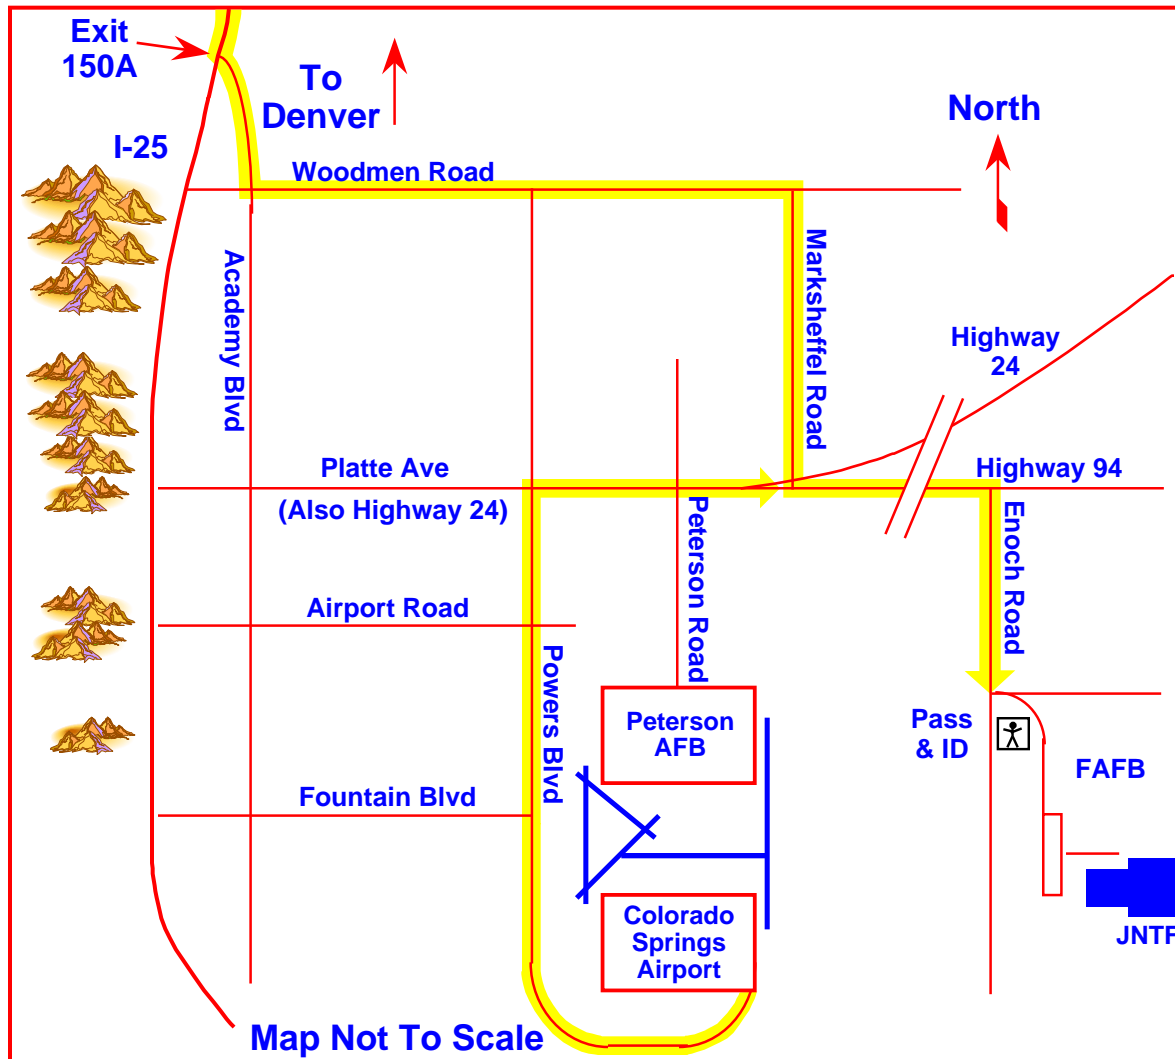 Exit
150A
To
Denver
North
I-25
Woodmen Road
Academy Blvd
Marksheffel Road
Highway
24
Platte Ave
(Also Highway 24)
Highway 94
Peterson Road
Enoch Road
Airport Road
Powers Blvd
Peterson
AFB
Pass
& ID
FAFB
Fountain Blvd
Colorado
Springs
Airport
JNTF
Map Not To Scale